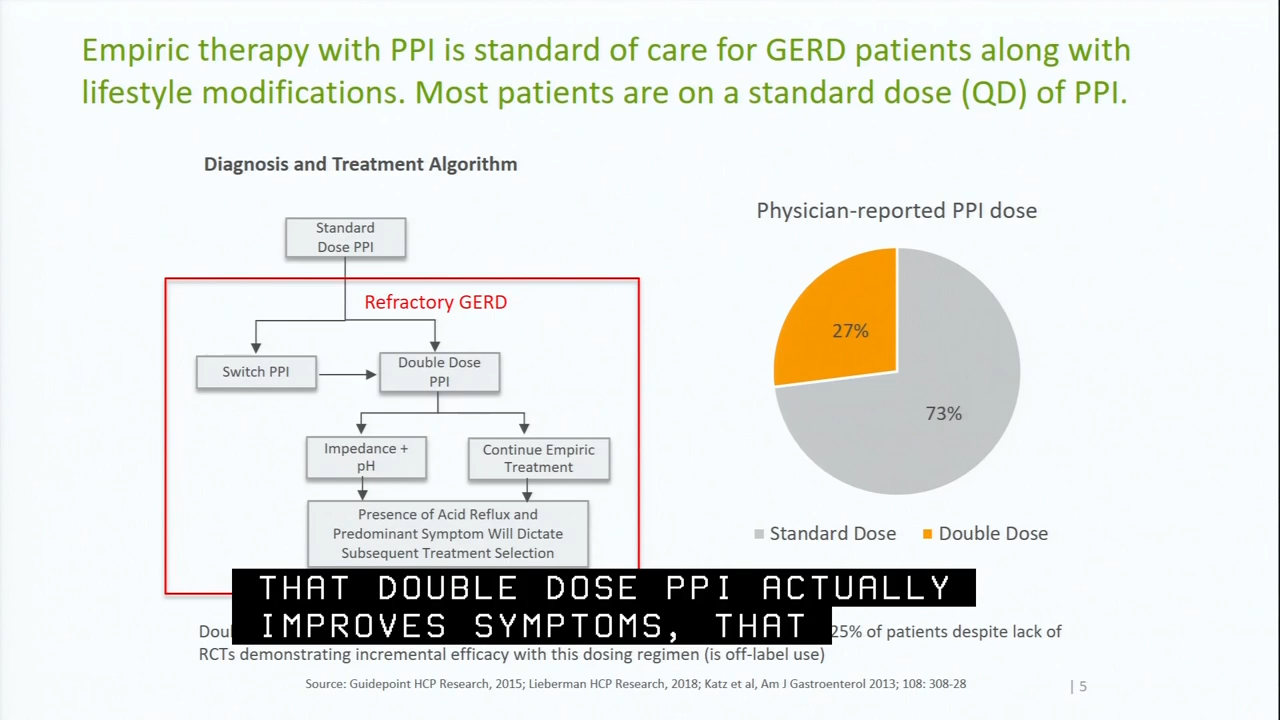 Empiric therapy with PPI is standard of care for GERD patients along with
lifestyle modifications. Most patients are on a standard dose (QD) of PPI.
Diagnosis and Treatment Algorithm
Standard
Dose PPI
Refractory GERD
Switch PPI
Double Dose
PPI
Impedance +
pH
Continue Empiric
Treatment
Presence of Acid Reflux and
Predominant Symptom Will Dictate
Subsequent Treatment Selection
Physician-reported PPI dose
27%
73%
Standard Dose
Double Dose
THAT DOUBLE DOSE PPI ACTUALLY
IMPROVES SYMPTOMS, THAT
25% of patients despite lack of
RCTs demonstrating incremental efficacy with this dosing regimen (is off-label use)
Source: Guidepoint HCP Research, 2015; Lieberman HCP Research, 2018; Katz et al, Am J Gastroenterol 2013; 108: 308-28
| 5